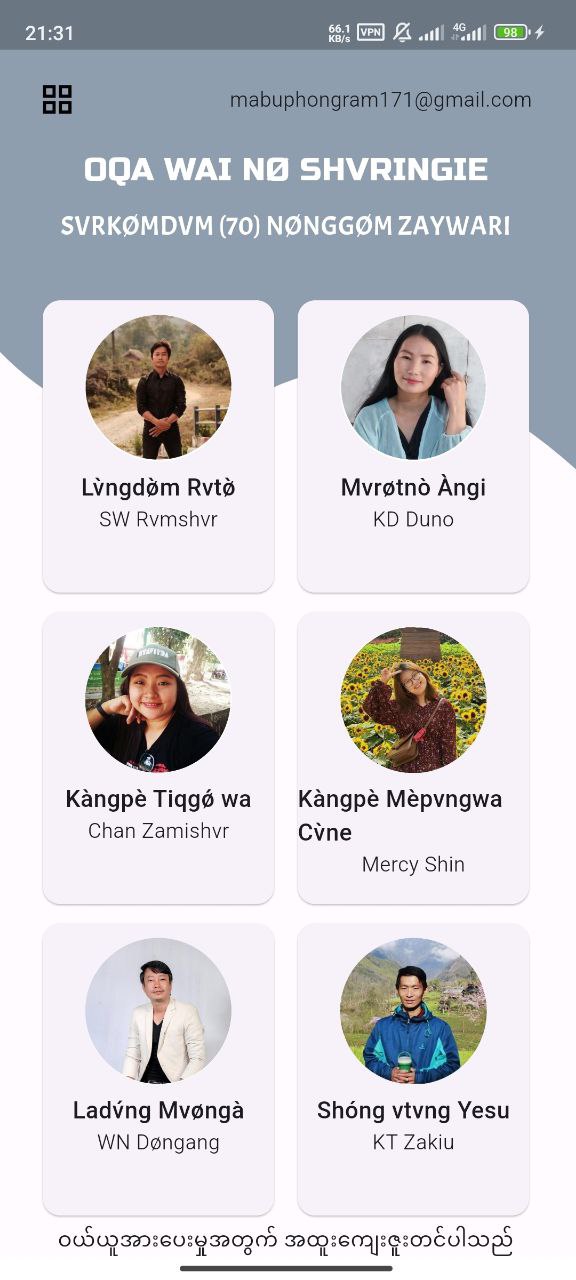 21:31
66.1 KB/s VPN 4G 98
mabuphongram171@gmail.com
OQA WAI NØ SHVRINGIE
SVRKØMDVM (70) NØNGGØM ZAYWARI
Lv̀ngdø̀m Rvtø̀
SW Rvmshvr
Mvrøtnò Àngi
KD Duno
Kàngpè Tiqgǿ wa
Chan Zamishvr
Kàngpè Mèpvngwa
Cv̀ne
Mercy Shin
Ladv́ng Mvøngà
WN Døngang
Shóng vtvng Yesu
KT Zakiu
ဝယ်ယူအားပေးမှုအတွက် အထူးကျေးဇူးတင်ပါသည်